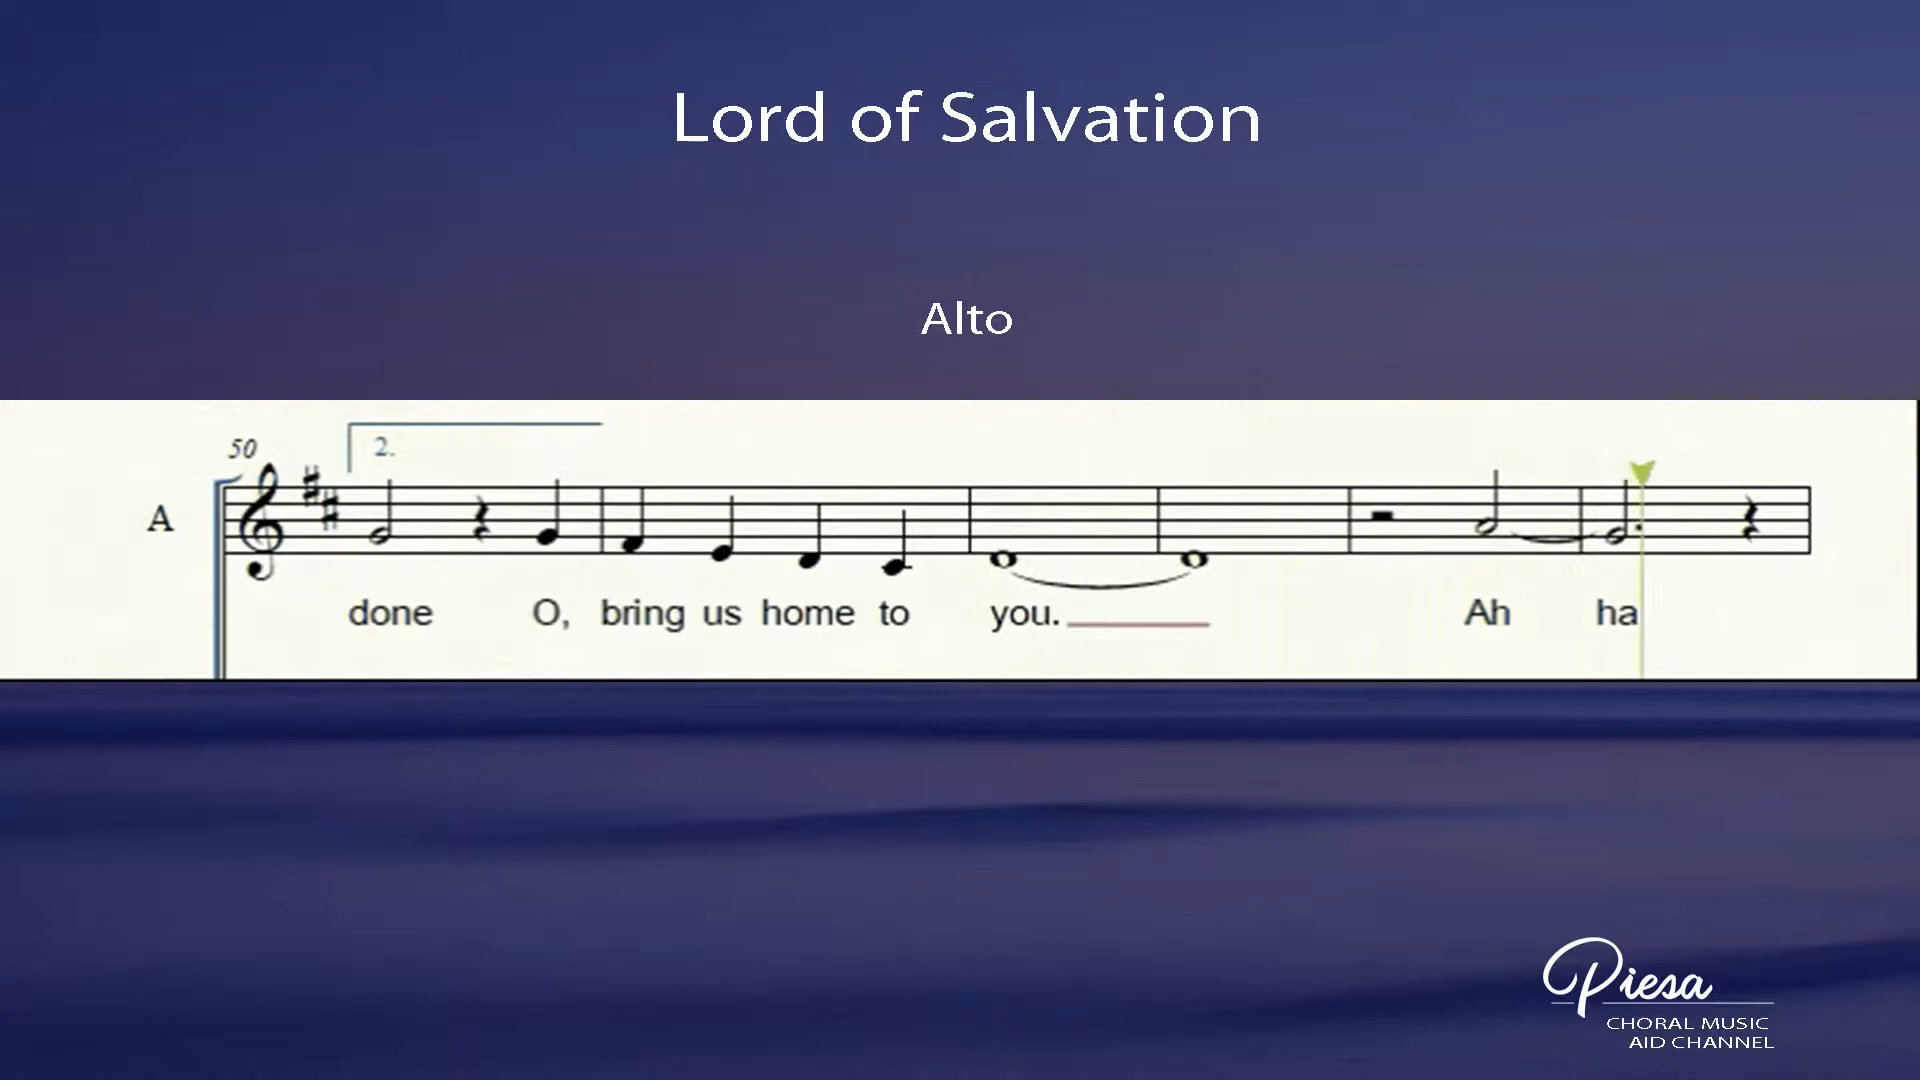 Lord of Salvation
Alto
50
2.
A
done O, bring us home to you. Ah ha
Piesa
CHORAL MUSIC
AID CHANNEL